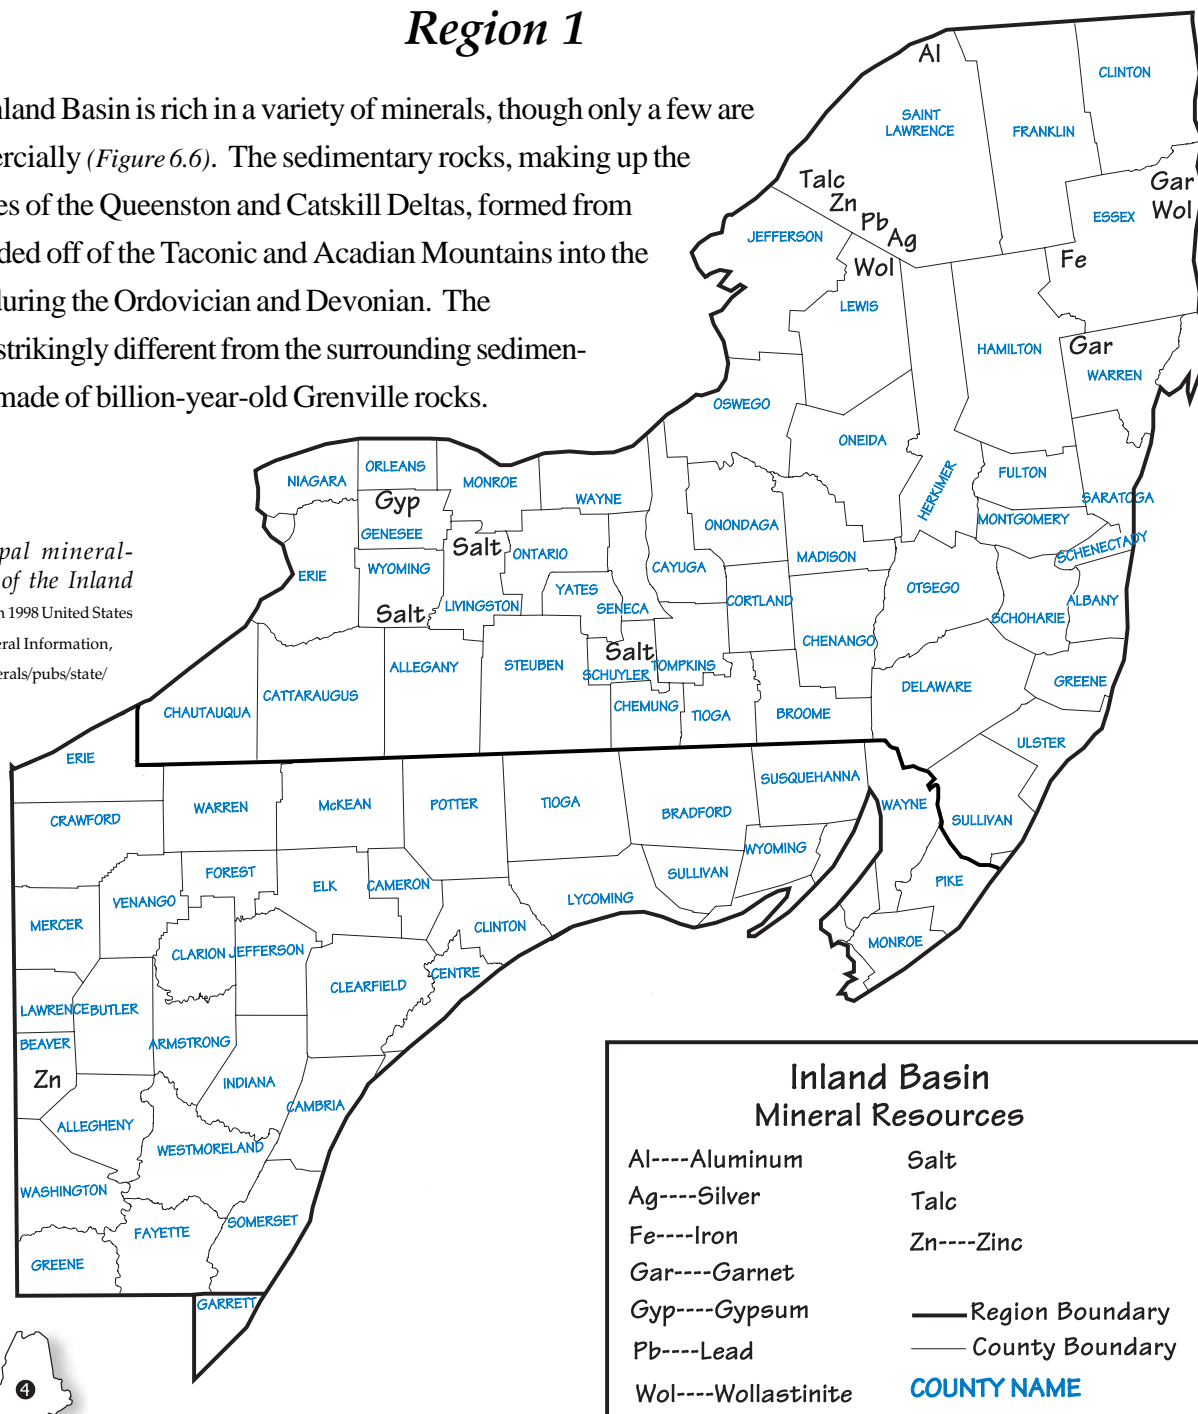 Region 1
nland Basin is rich in a variety of minerals, though only a few are
ercially (Figure 6.6). The sedimentary rocks, making up the
es of the Queenston and Catskill Deltas, formed from
ded off of the Taconic and Acadian Mountains into the
during the Ordovician and Devonian. The
strikingly different from the surrounding sedimen-
made of billion-year-old Grenville rocks.
pal mineral-
of the Inland
n 1998 United States
eral Information,
erals/pubs/state/
Al
CLINTON
SAINT
LAWRENCE
FRANKLIN
Talc
Zn
Pb
Ag
Gar
Wol
ESSEX
JEFFERSON
Wol
Fe
LEWIS
HAMILTON
Gar
WARREN
OSWEGO
ONEIDA
HERKIMER
FULTON
SARATOGA
MONTGOMERY
SCHENECTADY
NIAGARA
ORLEANS
MONROE
WAYNE
Gyp
GENESEE
Salt
ONTARIO
ONONDAGA
MADISON
ERIE
WYOMING
CAYUGA
OTSEGO
YATES
LIVINGSTON
SENECA
CORTLAND
SCHOHARIE
ALBANY
Salt
CHENANGO
Salt
ALLEGANY
STEUBEN
SCHUYLER
TOMPKINS
CATTARAUGUS
CHAUTAUQUA
CHEMUNG
TIOGA
BROOME
DELAWARE
GREENE
ULSTER
SULLIVAN
ERIE
CRAWFORD
WARREN
McKEAN
POTTER
TIOGA
BRADFORD
SUSQUEHANNA
WAYNE
WYOMING
SULLIVAN
PIKE
MONROE
FOREST
ELK
CAMERON
LYCOMING
CLINTON
VENANGO
MERCER
CLARION
JEFFERSON
CLEARFIELD
CENTRE
LAWRENCE
BUTLER
BEAVER
ARMSTRONG
Zn
INDIANA
CAMBRIA
ALLEGHENY
WESTMORELAND
WASHINGTON
FAYETTE
SOMERSET
GREENE
GARRETT
4
Inland Basin
Mineral Resources
Al----Aluminum
Ag----Silver
Fe----Iron
Gar----Garnet
Gyp----Gypsum
Pb----Lead
Wol----Wollastinite
Salt
Talc
Zn----Zinc
Region Boundary
County Boundary
COUNTY NAME